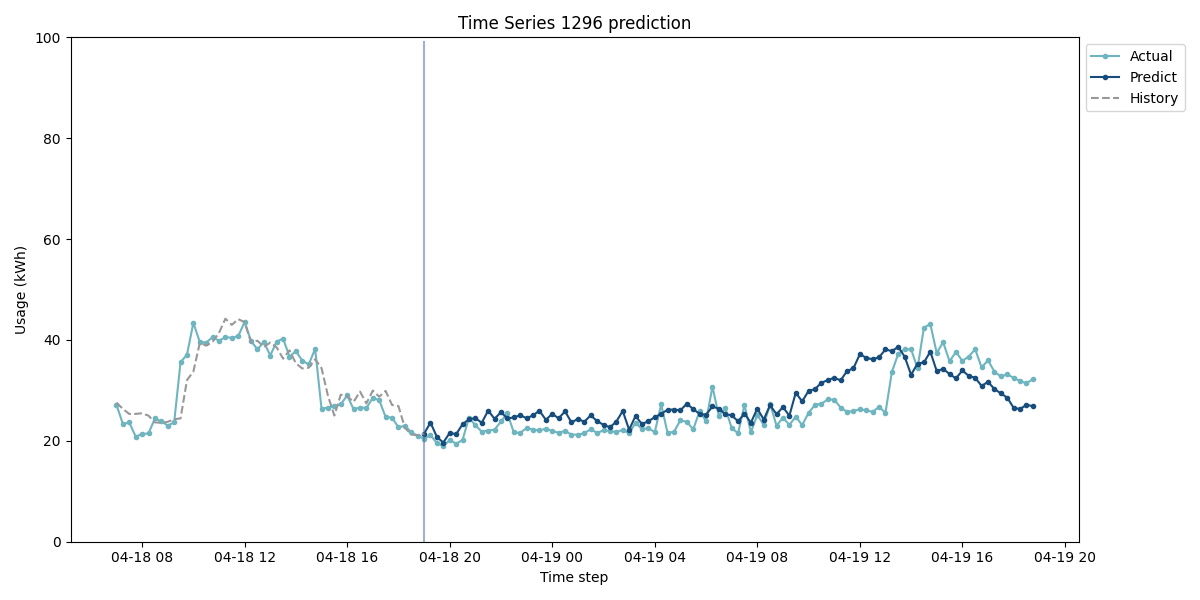 Time Series 1296 prediction
100
80
60
40
20
0
Usage (kWh)
04-18 08
04-18 12
04-18 16
04-18 20
04-19 00
04-19 04
04-19 08
04-19 12
04-19 16
04-19 20
Time step
Actual
Predict
History